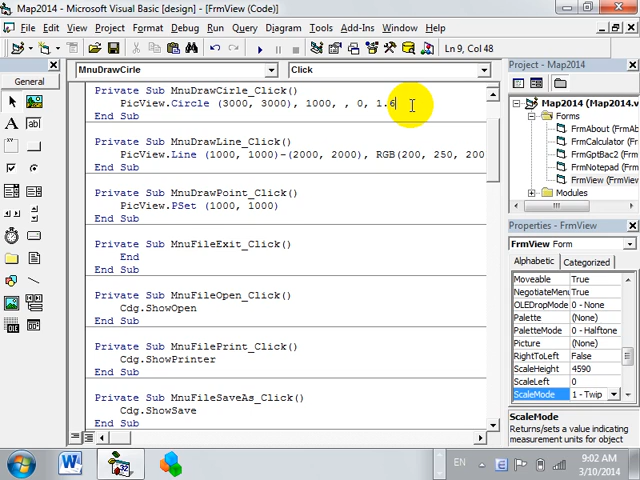 Map2014 - Microsoft Visual Basic [design] - [FrmView (Code)]
File Edit View Project Format Debug Run Query Diagram Tools Add-Ins Window Help
Ln 9, Col 48
General
A
ab|
MnuDrawCirle
Click
Private Sub MnuDrawCirle_Click()
PicView.Circle (3000, 3000), 1000, , 0, 1.6
End Sub
Private Sub MnuDrawLine_Click()
PicView.Line (1000, 1000)-(2000, 2000), RGB(200, 250, 200
End Sub
Private Sub MnuDrawPoint_Click()
PicView.PSet (1000, 1000)
End Sub
Private Sub MnuFileExit_Click()
End
End Sub
Private Sub MnuFileOpen_Click()
Cdg.ShowOpen
End Sub
Private Sub MnuFilePrint_Click()
Cdg.ShowPrinter
End Sub
Private Sub MnuFileSaveAs_Click()
Cdg.ShowSave
End Sub
Project - Map2014
Map2014 (Map2014.v
Forms
FrmAbout (FrmAbou
FrmCalculator (FrmC
FrmGptBac2 (FrmGp
FrmNotepad (FrmNo
FrmView (FrmView
Modules
Properties - FrmView
FrmView Form
Alphabetic Categorized
Moveable True
NegotiateMenu True
OLEDropMode 0 - None
Palette (None)
PaletteMode 0 - Halftone
Picture (None)
RightToLeft False
ScaleHeight 4590
ScaleLeft 0
ScaleMode 1 - Twip
ScaleMode
Returns/sets a value indicating measurement units for object
EN
9:02 AM
3/10/2014